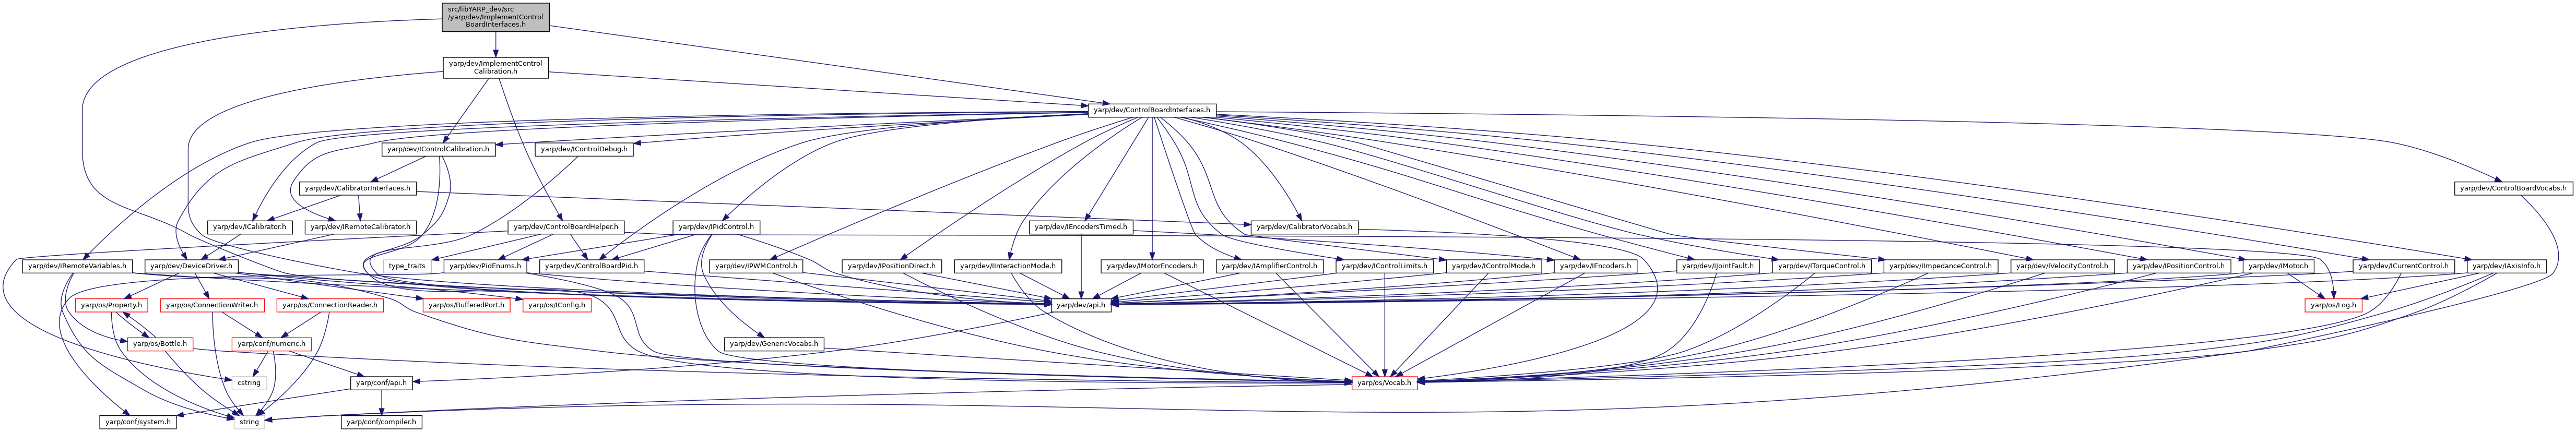 src/libYARP_dev/src
/yarp/dev/ImplementControl
BoardInterfaces.h
yarp/dev/ImplementControl
Calibration.h
yarp/dev/ControlBoardInterfaces.h
yarp/dev/IControlCalibration.h
yarp/dev/IControlDebug.h
yarp/dev/CalibratorInterfaces.h
yarp/dev/ControlBoardVocabs.h
yarp/dev/ICalibrator.h
yarp/dev/IRemoteCalibrator.h
yarp/dev/ControlBoardHelper.h
yarp/dev/IPidControl.h
yarp/dev/IEncodersTimed.h
yarp/dev/CalibratorVocabs.h
yarp/dev/IRemoteVariables.h
yarp/dev/DeviceDriver.h
type_traits
yarp/dev/PidEnums.h
yarp/dev/ControlBoardPid.h
yarp/dev/IPWMControl.h
yarp/dev/IPositionDirect.h
yarp/dev/IInteractionMode.h
yarp/dev/IMotorEncoders.h
yarp/dev/IAmplifierControl.h
yarp/dev/IControlLimits.h
yarp/dev/IControlMode.h
yarp/dev/IEncoders.h
yarp/dev/IJointFault.h
yarp/dev/ITorqueControl.h
yarp/dev/IImpedanceControl.h
yarp/dev/IVelocityControl.h
yarp/dev/IPositionControl.h
yarp/dev/IMotor.h
yarp/dev/ICurrentControl.h
yarp/dev/IAxisInfo.h
yarp/os/Property.h
yarp/os/ConnectionWriter.h
yarp/os/ConnectionReader.h
yarp/os/BufferedPort.h
yarp/os/IConfig.h
yarp/dev/api.h
yarp/os/Log.h
yarp/os/Bottle.h
yarp/conf/numeric.h
yarp/dev/GenericVocabs.h
cstring
yarp/conf/api.h
yarp/os/Vocab.h
yarp/conf/system.h
string
yarp/conf/compiler.h